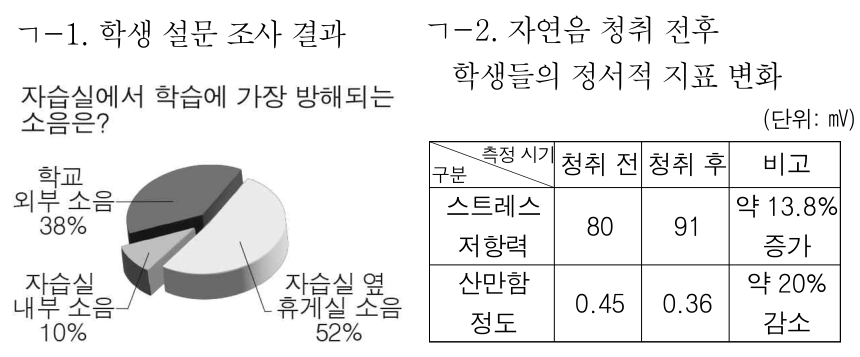 ㄱ-1. 학생 설문 조사 결과
자습실에서 학습에 가장 방해되는
소음은?
학교
외부 소음
38%
자습실
내부 소음
10%
자습실 옆
휴게실 소음
52%
ㄱ-2. 자연음 청취 전후
학생들의 정서적 지표 변화
(단위: mV)
측정 시기
구분
청취 전 청취 후 비고
스트레스
저항력
80 91 약 13.8%
증가
산만함
정도
0.45 0.36 약 20%
감소